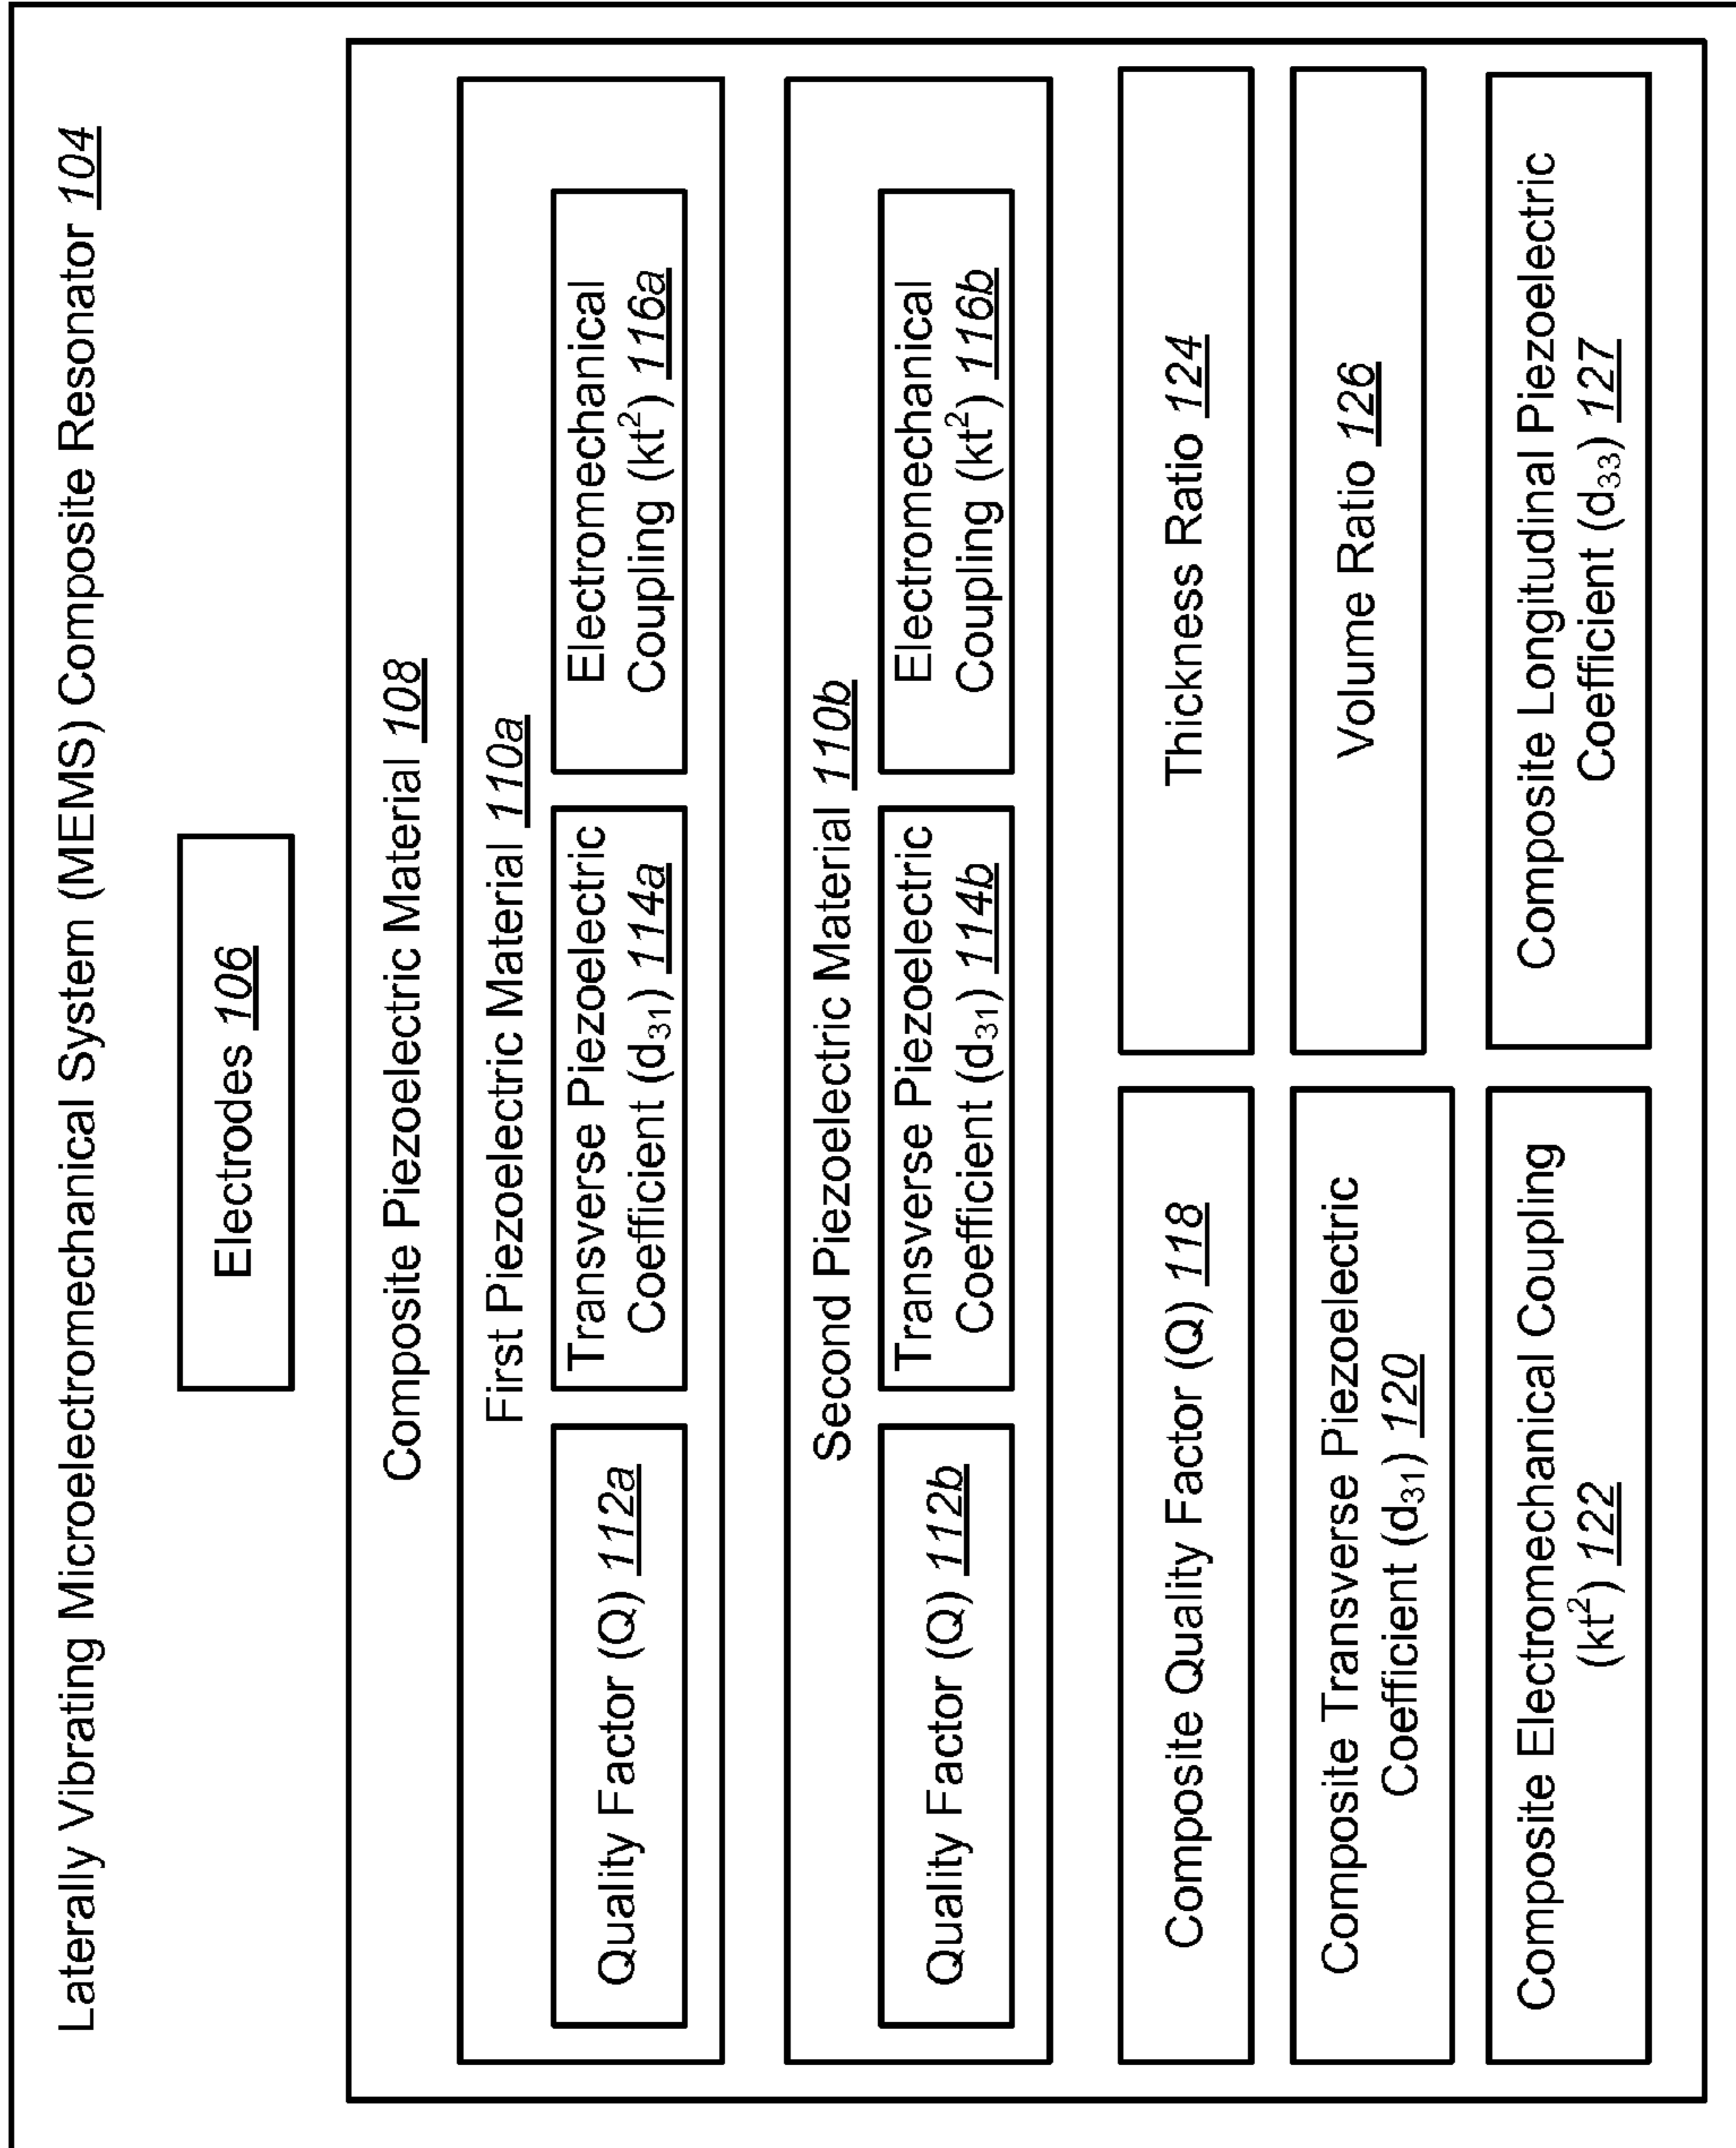 Laterally Vibrating Microelectromechanical System (MEMS) Composite Resonator 104
Electrodes 106
Composite Piezoelectric Material 108
First Piezoelectric Material 110a
Quality Factor (Q) 112a
Transverse Piezoelectric
Coefficient (d₃₁) 114a
Electromechanical
Coupling (kt²) 116a
Second Piezoelectric Material 110b
Quality Factor (Q) 112b
Transverse Piezoelectric
Coefficient (d₃₁) 114b
Electromechanical
Coupling (kt²) 116b
Composite Quality Factor (Q) 118
Thickness Ratio 124
Composite Transverse Piezoelectric
Coefficient (d₃₁) 120
Volume Ratio 126
Composite Electromechanical Coupling
(kt²) 122
Composite Longitudinal Piezoelectric
Coefficient (d₃₃) 127